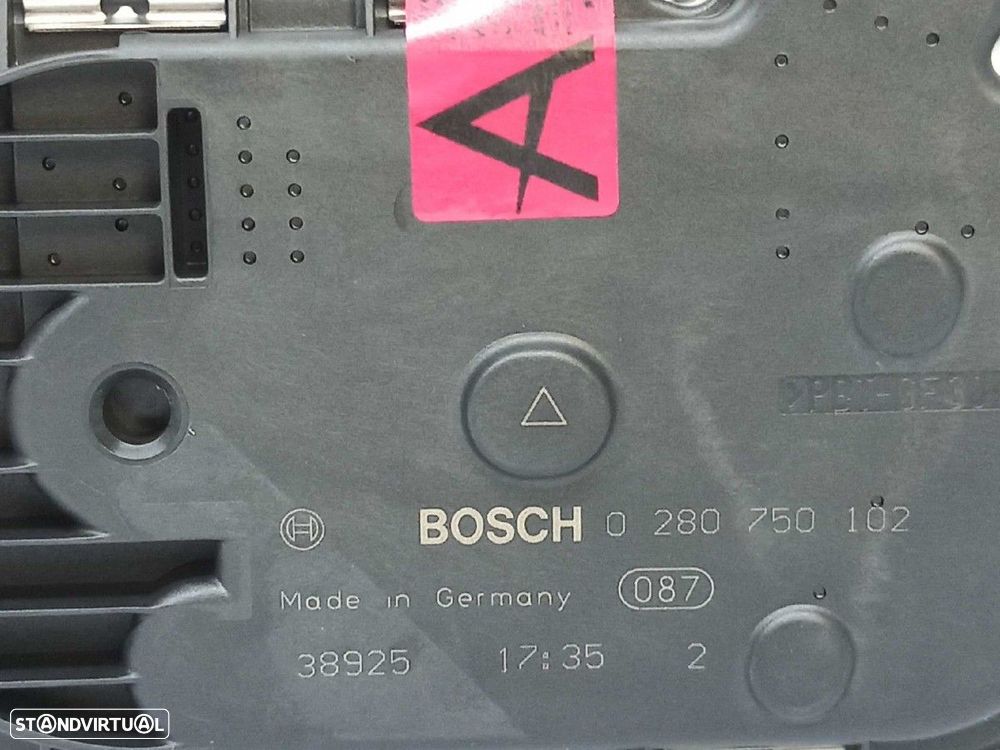 A
BOSCH 0 280 750 102
Made in Germany 087
38925 17:35 2
STANDVIRTUAL